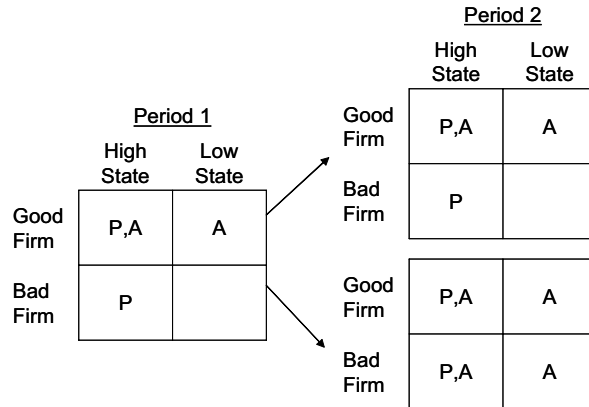 Period 2
High
State
Low
State
Good
Firm
P,A
A
Bad
Firm
P
Period 1
High
State
Low
State
Good
Firm
P,A
A
Bad
Firm
P
Good
Firm
P,A
A
Bad
Firm
P,A
A